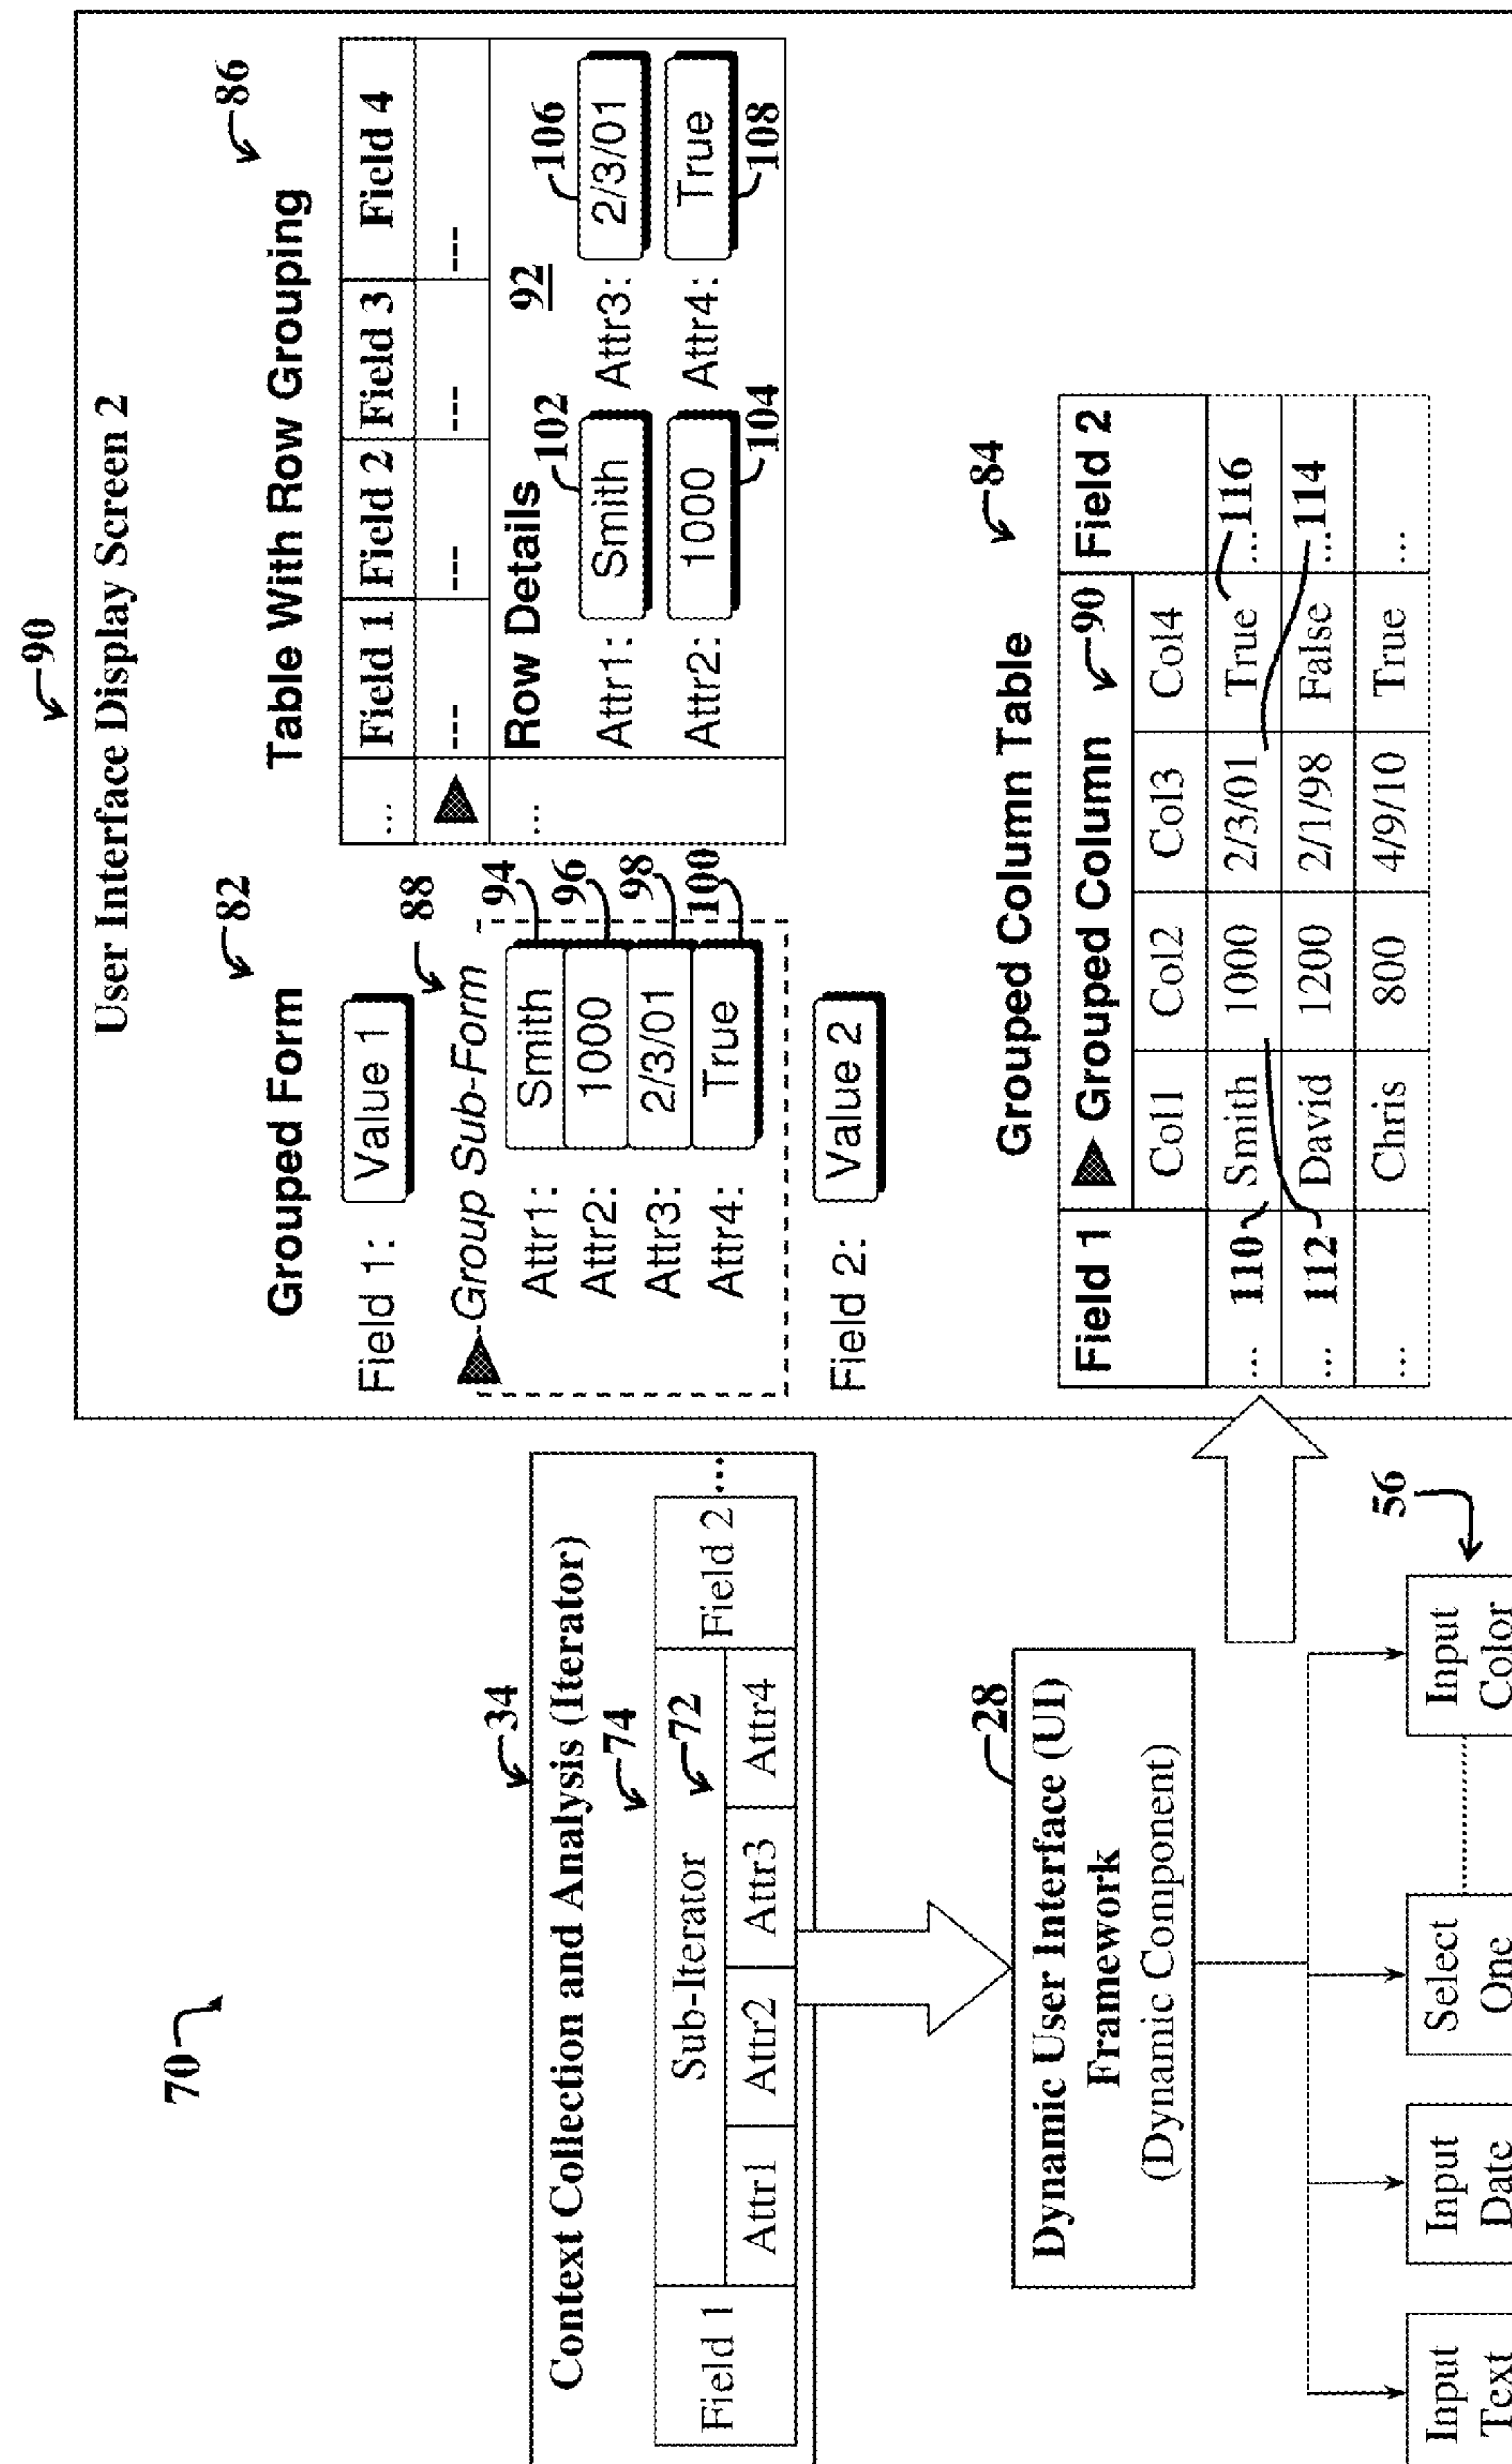 70
Context Collection and Analysis (Iterator)
34
74
Field 1
Sub-Iterator
72
Field 2
...
Attr1
Attr2
Attr3
Attr4
Dynamic User Interface (UI)
Framework
(Dynamic Component)
28
56
Input
Text
Input
Date
Select
One
Input
Color
90
User Interface Display Screen 2
Grouped Form
82
Field 1:
Value 1
Group Sub-Form
88
Attr1:
Smith
94
Attr2:
1000
96
Attr3:
2/3/01
98
Attr4:
True
100
Field 2:
Value 2
Table With Row Grouping
86
...
Field 1
Field 2
Field 3
Field 4
---
---
---
---
...
Row Details
92
Attr1:
Smith
102
Attr3:
2/3/01
106
Attr2:
1000
104
Attr4:
True
108
Grouped Column Table
84
Field 1
Grouped Column
90
Field 2
Col1
Col2
Col3
Col4
...
110
Smith
1000
2/3/01
True
...
116
...
112
David
1200
2/1/98
False
...
114
...
Chris
800
4/9/10
True
...